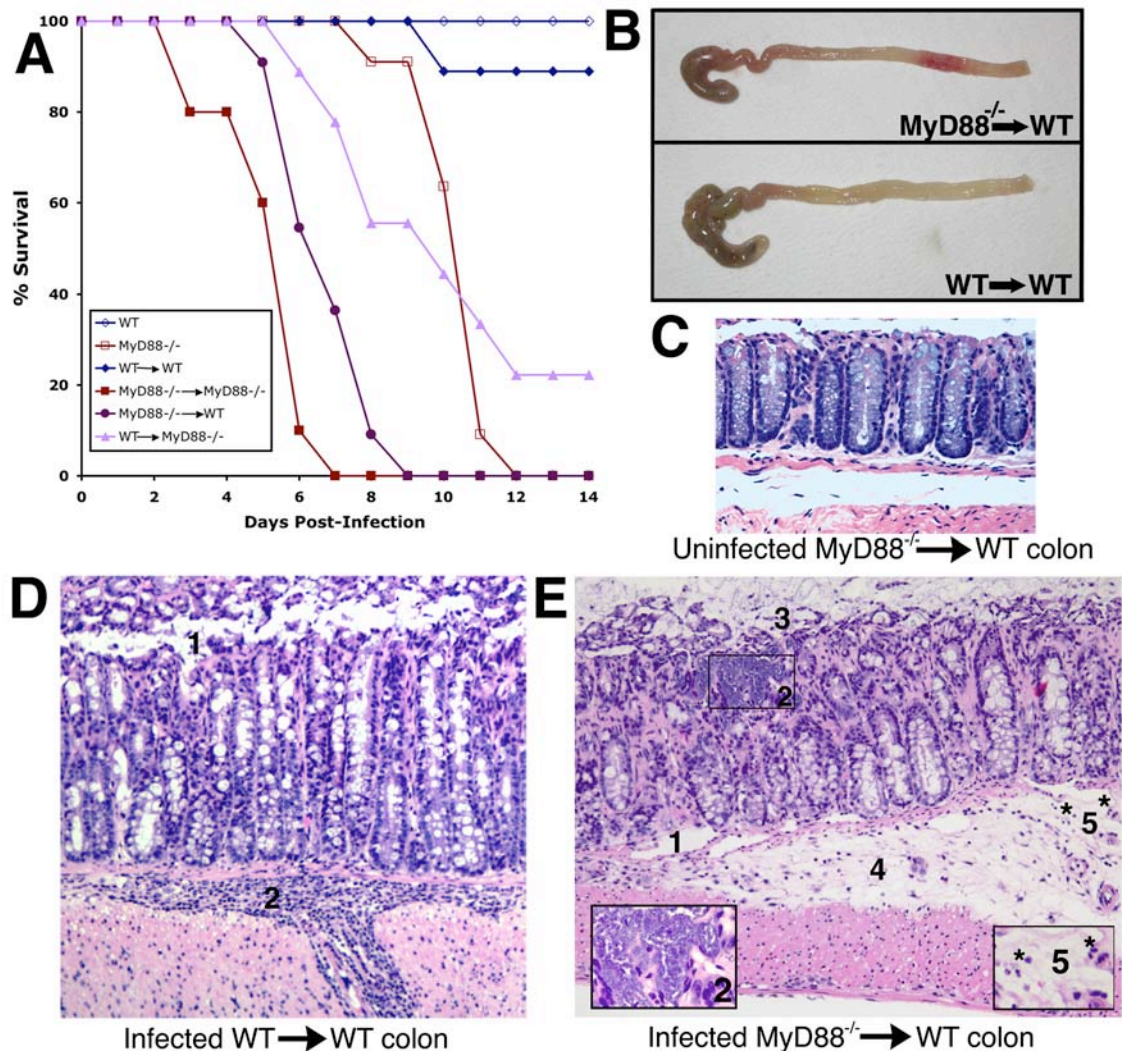 A
100
80
60
40
20
0
% Survival
0 2 4 6 8 10 12 14
Days Post-Infection
WT
MyD88-/-
WT→WT
MyD88-/-→MyD88-/-
MyD88-/-→WT
WT→MyD88-/-
B
MyD88-/-→WT
WT→WT
C
Uninfected MyD88-/-→WT colon
D
1
2
Infected WT→WT colon
E
3
2
* *
5
1
4
2
* *
5
Infected MyD88-/-→WT colon